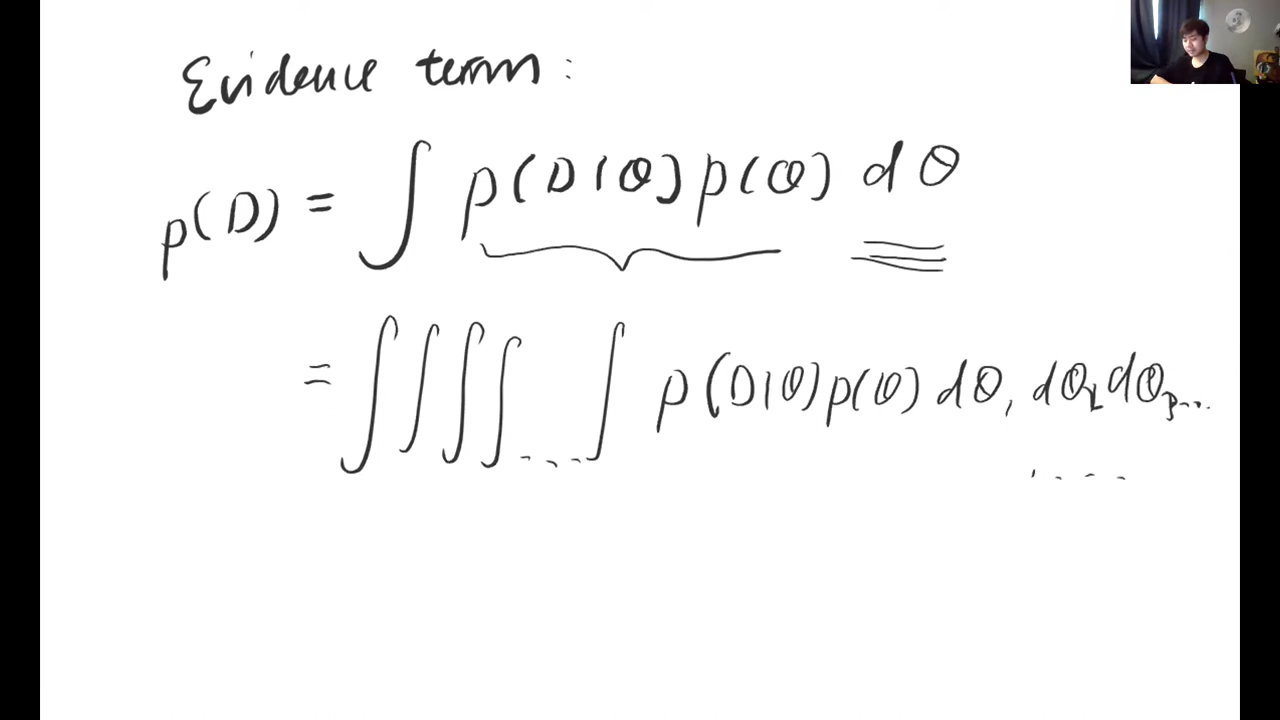 Evidence term :
p(D) = ∫ p(D|θ) p(θ) dθ
= ∫∫∫∫ ... ∫ p(D|θ) p(θ) dθ₁ dθ₂ dθ₃ ...
....